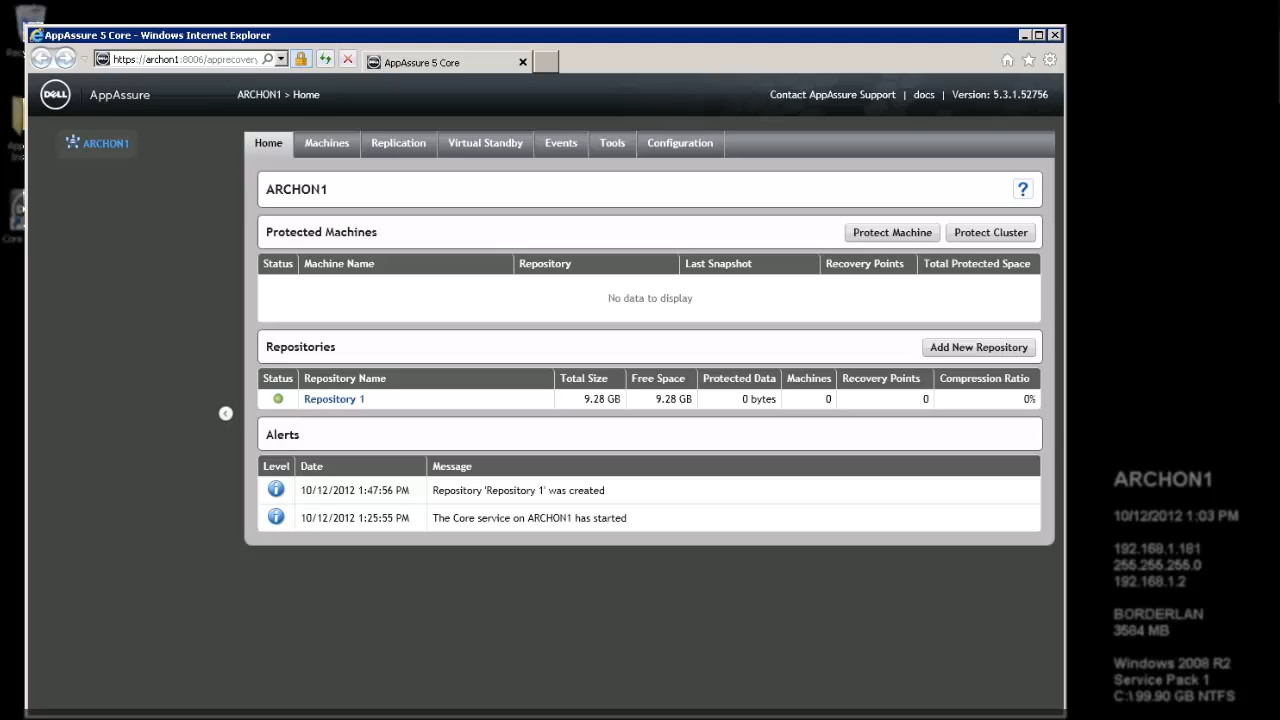 AppAssure 5 Core - Windows Internet Explorer
https://archon1:8006/apprecovery
AppAssure 5 Core
DELL
AppAssure
ARCHON1 > Home
Contact AppAssure Support | docs | Version: 5.3.1.52756
ARCHON1
Home Machines Replication Virtual Standby Events Tools Configuration
ARCHON1
?
Protected Machines
Protect Machine Protect Cluster
Status Machine Name Repository Last Snapshot Recovery Points Total Protected Space
No data to display
Repositories
Add New Repository
Status Repository Name Total Size Free Space Protected Data Machines Recovery Points Compression Ratio
Repository 1 9.28 GB 9.28 GB 0 bytes 0 0 0%
Alerts
Level Date Message
10/12/2012 1:47:56 PM Repository 'Repository 1' was created
10/12/2012 1:25:55 PM The Core service on ARCHON1 has started
ARCHON1
10/12/2012 1:03 PM
192.168.1.181
255.255.255.0
192.168.1.2
BORDERLAN
3584 MB
Windows 2008 R2
Service Pack 1
C:\ 99.90 GB NTFS